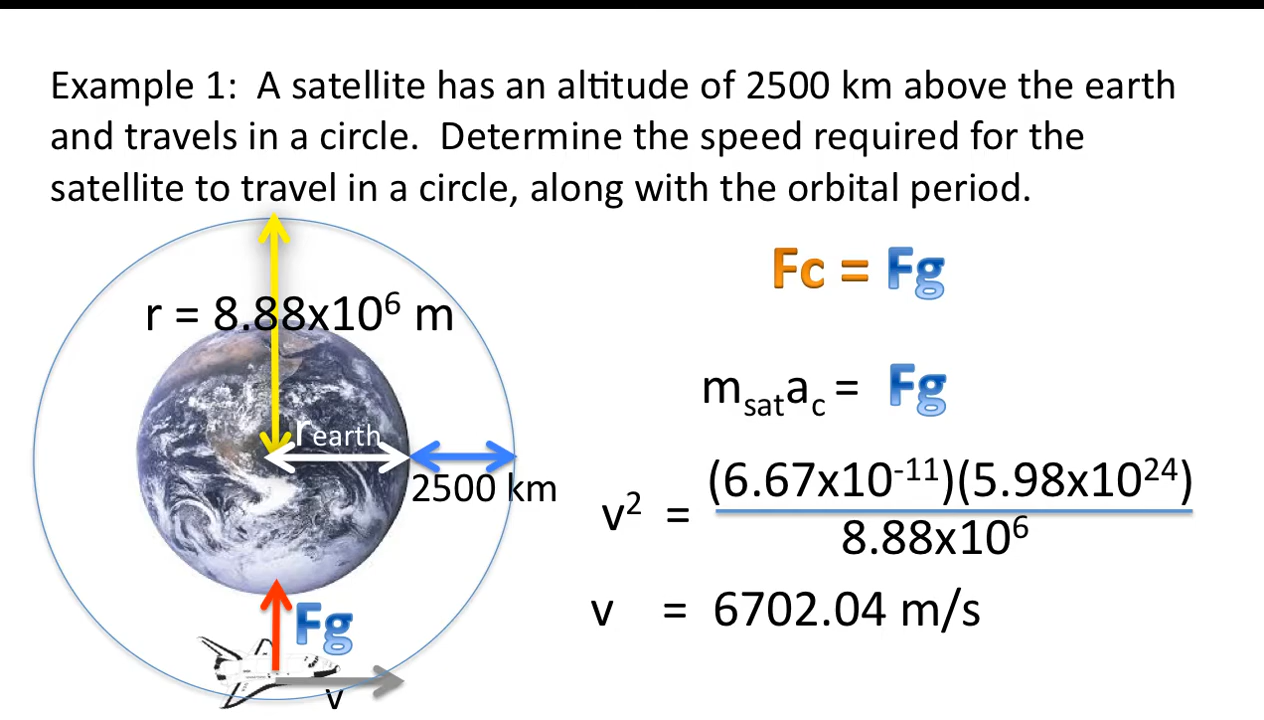 Example 1:  A satellite has an altitude of 2500 km above the earth
and travels in a circle.  Determine the speed required for the
satellite to travel in a circle, along with the orbital period.
Fc = Fg
r = 8.88x10⁶ m
m_sat a_c = Fg
r_earth
2500 km
v² = (6.67x10⁻¹¹)(5.98x10²⁴)
8.88x10⁶
v = 6702.04 m/s
Fg
v